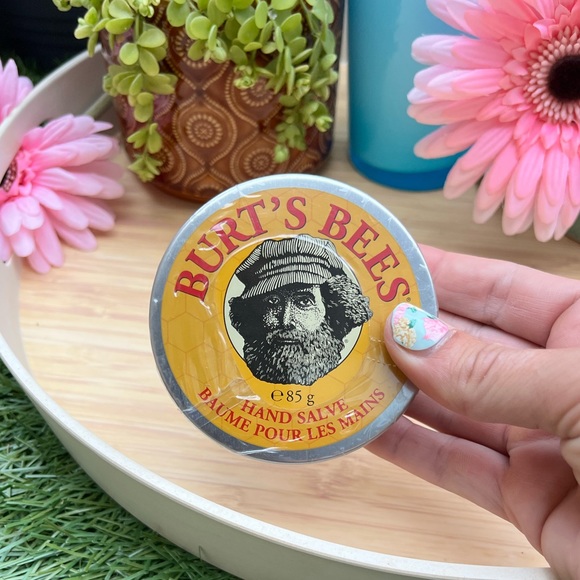 BURT'S BEES
℮85 g
HAND SALVE
BAUME POUR LES MAINS